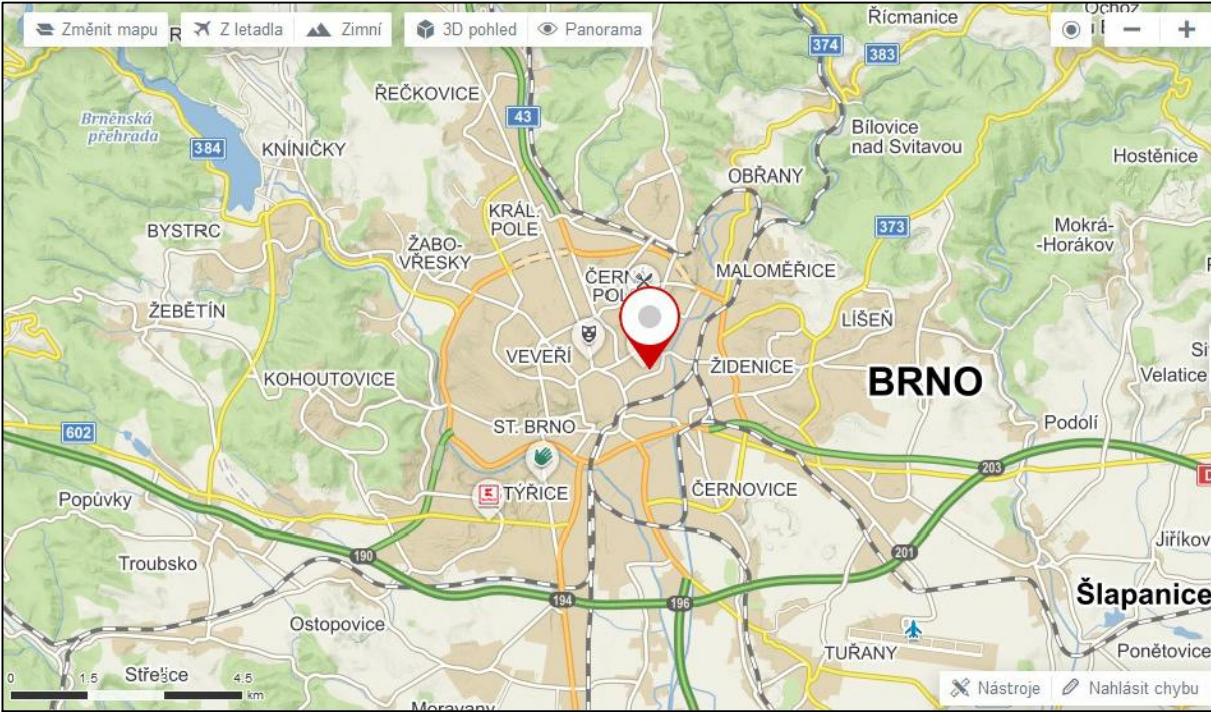 Změnit mapu
Z letadla
Zimní
3D pohled
Panorama
Řícmanice
Ochoz
374
383
ŘEČKOVICE
43
Brněnská
přehrada
384
KNÍNIČKY
Bílovice
nad Svitavou
Hostěnice
OBŘANY
KRÁL.
POLE
BYSTRC
373
Mokrá-
-Horákov
ŽABO-
VŘESKY
MALOMĚŘICE
ŽEBĚTÍN
LÍŠEŇ
VEVEŘÍ
ŽIDENICE
KOHOUTOVICE
BRNO
Velatice
602
ST. BRNO
Podolí
203
D
Popůvky
TÝŘICE
ČERNOVICE
Troubsko
190
201
Jiříkov
194
196
Šlapanice
Ostopovice
TUŘANY
Ponětovice
0
1.5
3
4.5
km
Střelice
Moravany
Nástroje
Nahlásit chybu